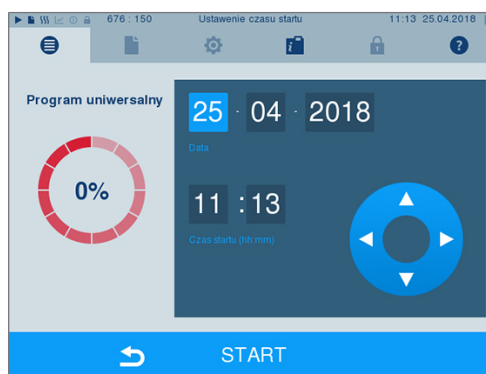 676 : 150 Ustawenie czasu startu 11:13 25.04.2018
i ?
Program uniwersalny
25 · 04 · 2018
Data
0%
11 : 13
Czas startu (hh:mm)
START